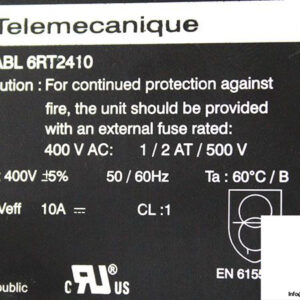 Telemecanique
ABL 6RT2410
ution : For continued protection against
fire, the unit should be provided
with an external fuse rated:
400 V AC: 1 / 2 AT / 500 V
400V ±5% 50 / 60Hz Ta : 60°C / B
Veff 10A CL :1
public
C US
EN 6155
Info@